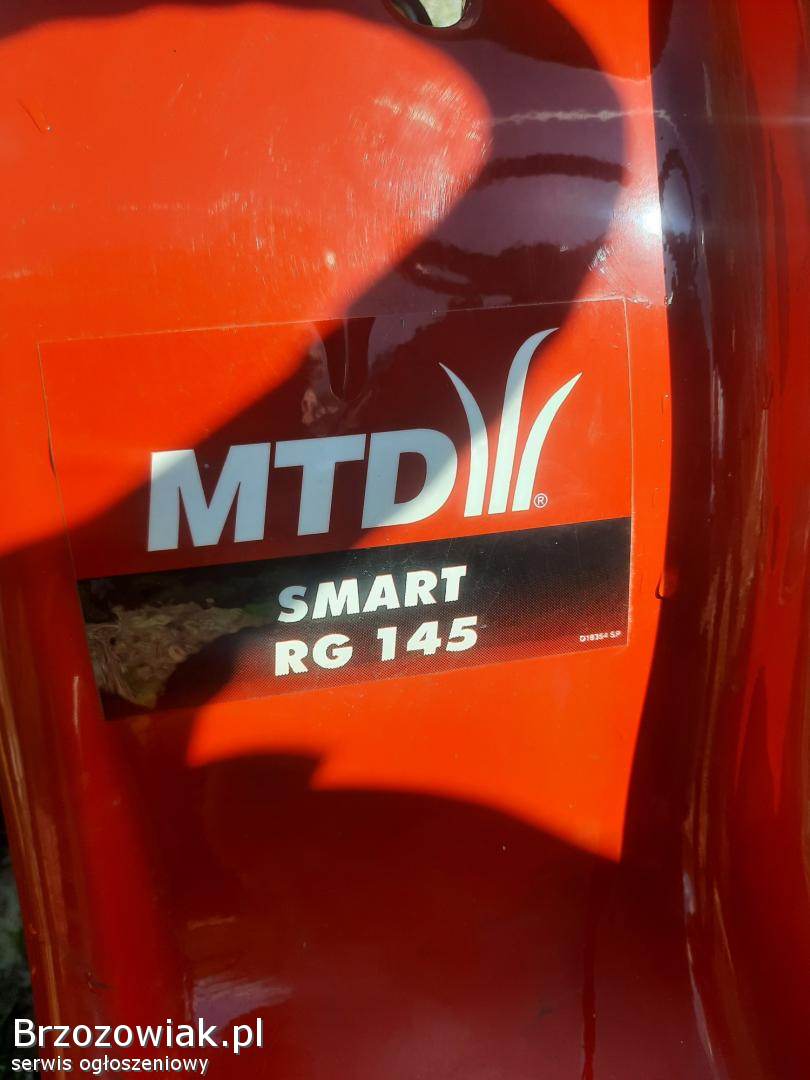 MTD®
SMART
RG 145
Brzozowiak.pl
serwis ogłoszeniowy